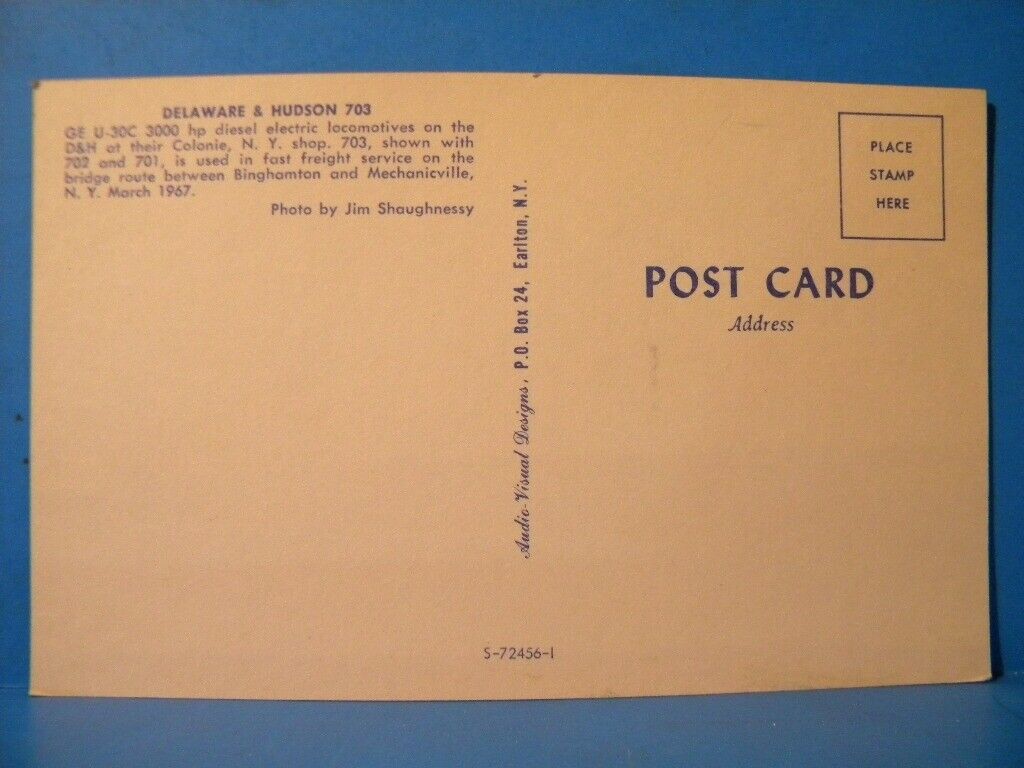 DELAWARE & HUDSON 703
GE U-30C 3000 hp diesel electric locomotives on the
D&H at their Colonie, N. Y. shop. 703, shown with
702 and 701, is used in fast freight service on the
bridge route between Binghamton and Mechanicville,
N. Y. March 1967.
Photo by Jim Shaughnessy
Audio-Visual Designs, P.O. Box 24, Earlton, N.Y.
PLACE
STAMP
HERE
POST CARD
Address
S-72456-1